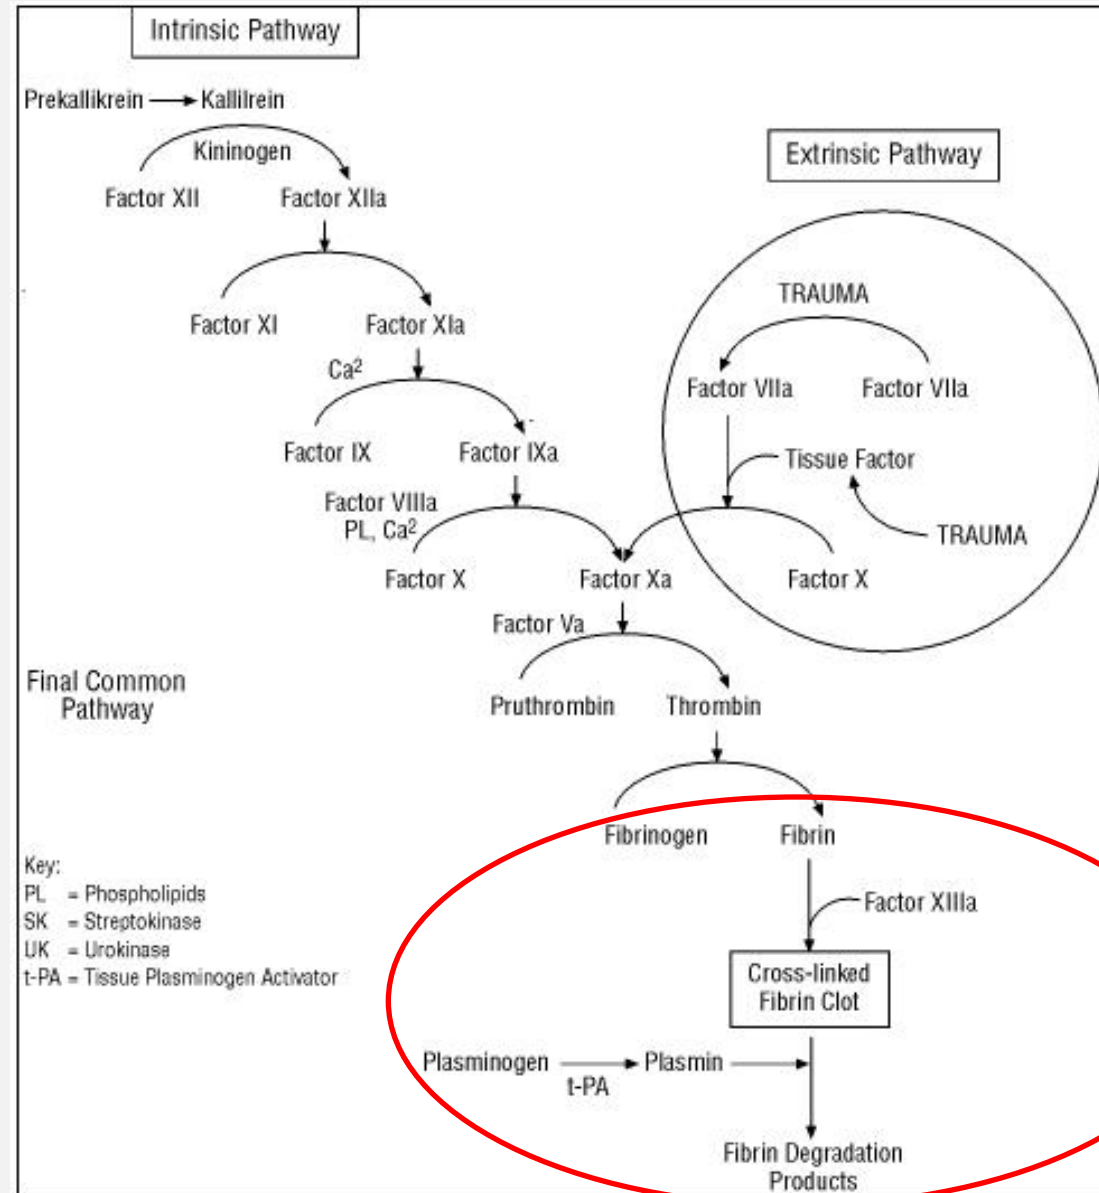 Intrinsic Pathway
Prekallikrein
Kallilrein
Kininogen
Factor XII
Factor XIIa
Extrinsic Pathway
TRAUMA
Factor XI
Factor XIa
Ca2
Factor VIIa
Factor VIIa
Factor IX
Factor IXa
Tissue Factor
Factor VIIIa
PL, Ca2
TRAUMA
Factor X
Factor Xa
Factor X
Factor Va
Final Common
Pathway
Pruthrombin
Thrombin
Fibrinogen
Fibrin
Key:
PL = Phospholipids
SK = Streptokinase
UK = Urokinase
t-PA = Tissue Plasminogen Activator
Factor XIIIa
Cross-linked
Fibrin Clot
Plasminogen
t-PA
Plasmin
Fibrin Degradation
Products